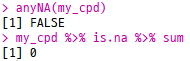 > anyNA(my_cpd)
[1] FALSE
> my_cpd %>% is.na %>% sum
[1] 0